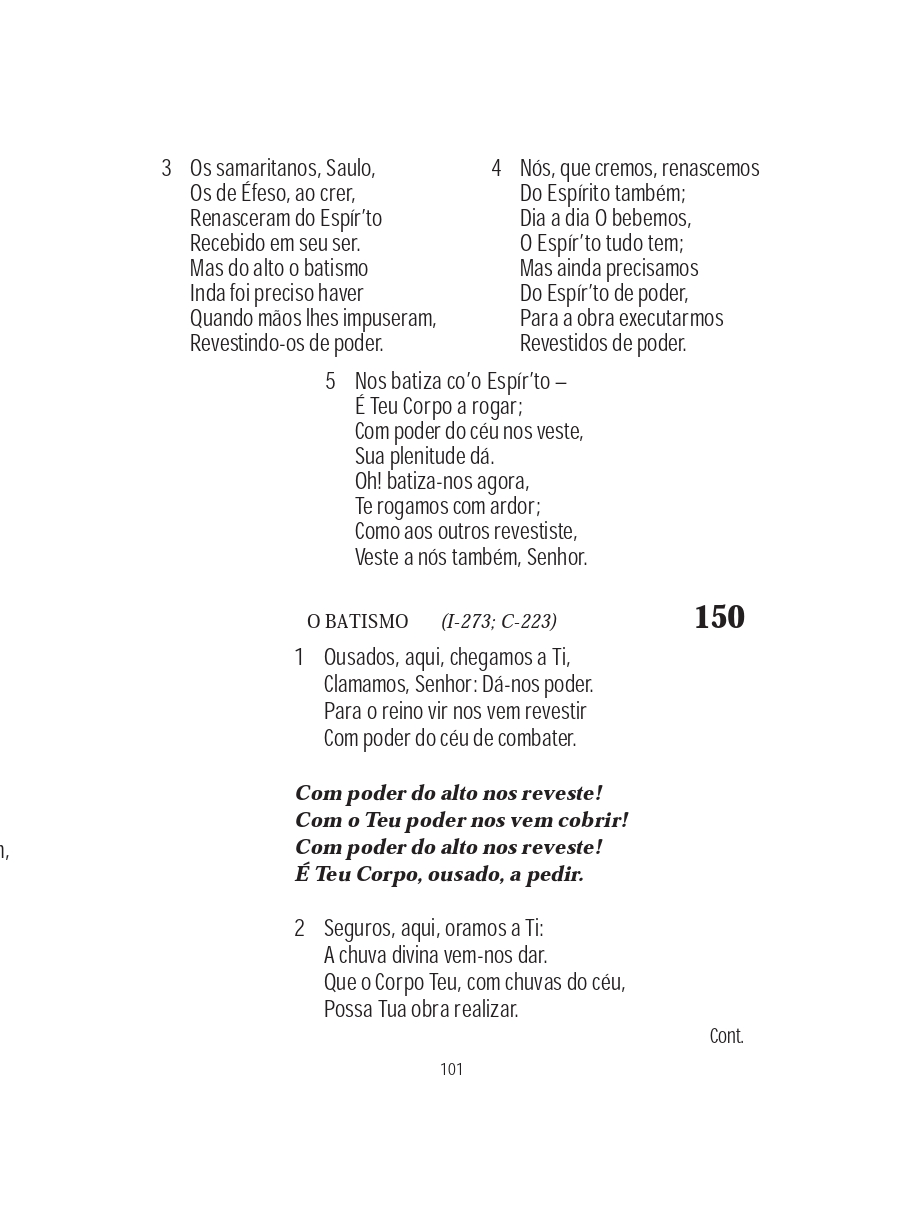 3 Os samaritanos, Saulo,
Os de Éfeso, ao crer,
Renasceram do Espír’to
Recebido em seu ser.
Mas do alto o batismo
Inda foi preciso haver
Quando mãos lhes impuseram,
Revestindo-os de poder.
4 Nós, que cremos, renascemos
Do Espírito também;
Dia a dia O bebemos,
O Espír’to tudo tem;
Mas ainda precisamos
Do Espír’to de poder,
Para a obra executarmos
Revestidos de poder.
5 Nos batiza co’o Espír’to –
É Teu Corpo a rogar;
Com poder do céu nos veste,
Sua plenitude dá.
Oh! batiza-nos agora,
Te rogamos com ardor;
Como aos outros revestiste,
Veste a nós também, Senhor.
O BATISMO (I-273; C-223) 150
1 Ousados, aqui, chegamos a Ti,
Clamamos, Senhor: Dá-nos poder.
Para o reino vir nos vem revestir
Com poder do céu de combater.
Com poder do alto nos reveste!
Com o Teu poder nos vem cobrir!
Com poder do alto nos reveste!
É Teu Corpo, ousado, a pedir.
2 Seguros, aqui, oramos a Ti:
A chuva divina vem-nos dar.
Que o Corpo Teu, com chuvas do céu,
Possa Tua obra realizar.
Cont.
101